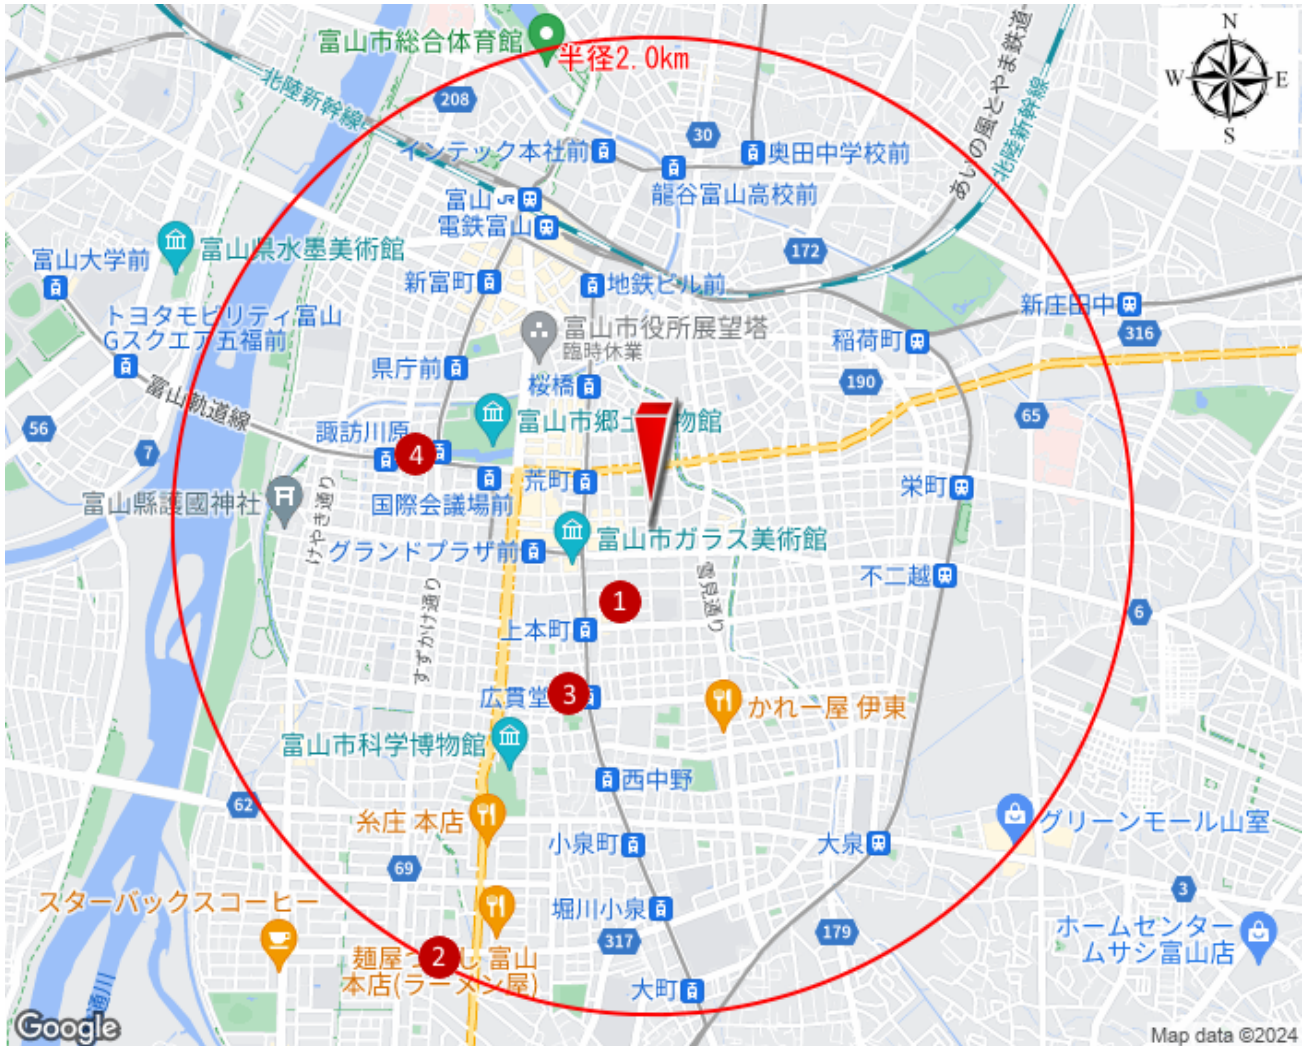 富山市総合体育館
半径2.0km
N
W
E
S
北陸新幹線
208
30
インテック本社前
奥田中学校前
龍谷富山高校前
あいの風とやま鉄道
北陸新幹線
富山
JR
電鉄富山
富山県水墨美術館
富山大学前
新富町
地鉄ビル前
172
新庄田中
316
トヨタモビリティ富山
Gスクエア五福前
富山市役所展望塔
臨時休業
稲荷町
県庁前
桜橋
190
富山軌道線
56
7
65
富山市郷土
物館
諏訪川原
4
荒町
栄町
富山縣護國神社
国際会議場前
けやき通り
グランドプラザ前
富山市ガラス美術館
不二越
雪見通り
すずかけ通り
1
6
上本町
広貫堂
3
かれー屋 伊東
富山市科学博物館
西中野
62
糸庄 本店
小泉町
大泉
グリーンモール山室
69
3
スターバックスコーヒー
堀川小泉
317
179
ホームセンター
ムサシ富山店
2
麺屋つ
し 富山
本店(ラーメン屋)
大町
通川
Google
Map data ©2024